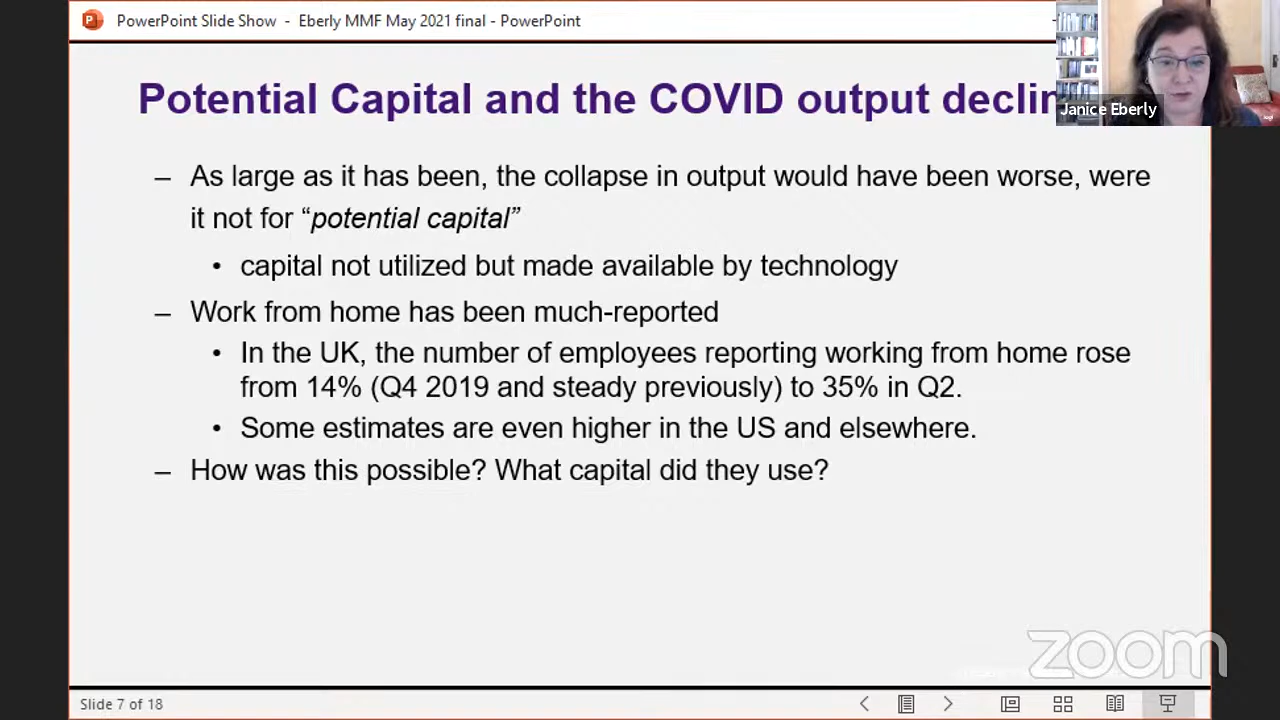 PowerPoint Slide Show - Eberly MMF May 2021 final - PowerPoint
Janice Eberly
Potential Capital and the COVID output declin
– As large as it has been, the collapse in output would have been worse, were
it not for “potential capital”
• capital not utilized but made available by technology
– Work from home has been much-reported
• In the UK, the number of employees reporting working from home rose
from 14% (Q4 2019 and steady previously) to 35% in Q2.
• Some estimates are even higher in the US and elsewhere.
– How was this possible? What capital did they use?
zoom
Slide 7 of 18